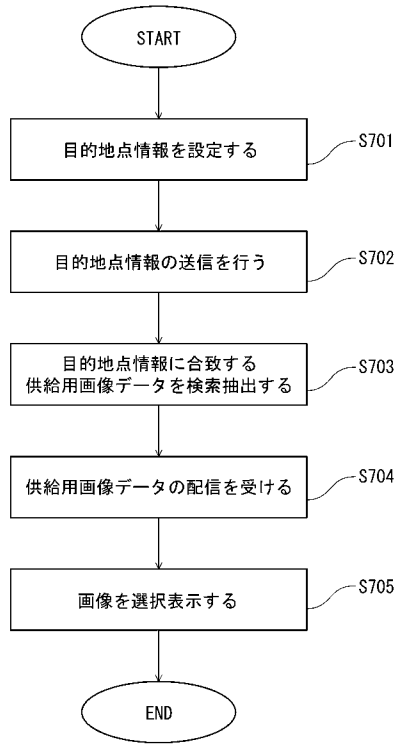 START
目的地点情報を設定する
S701
目的地点情報の送信を行う
S702
目的地点情報に合致する
供給用画像データを検索抽出する
S703
供給用画像データの配信を受ける
S704
画像を選択表示する
S705
END